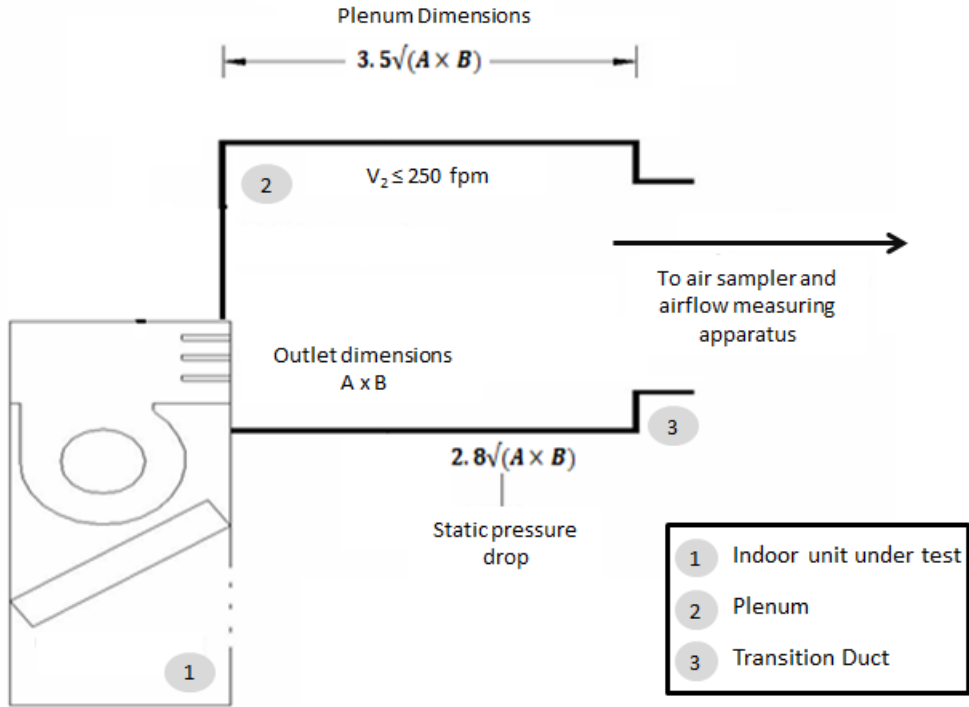 Plenum Dimensions
3.5√(A × B)
2
V₂ ≤ 250 fpm
To air sampler and
airflow measuring
apparatus
Outlet dimensions
A x B
3
2.8√(A × B)
Static pressure
drop
1
1 Indoor unit under test
2 Plenum
3 Transition Duct